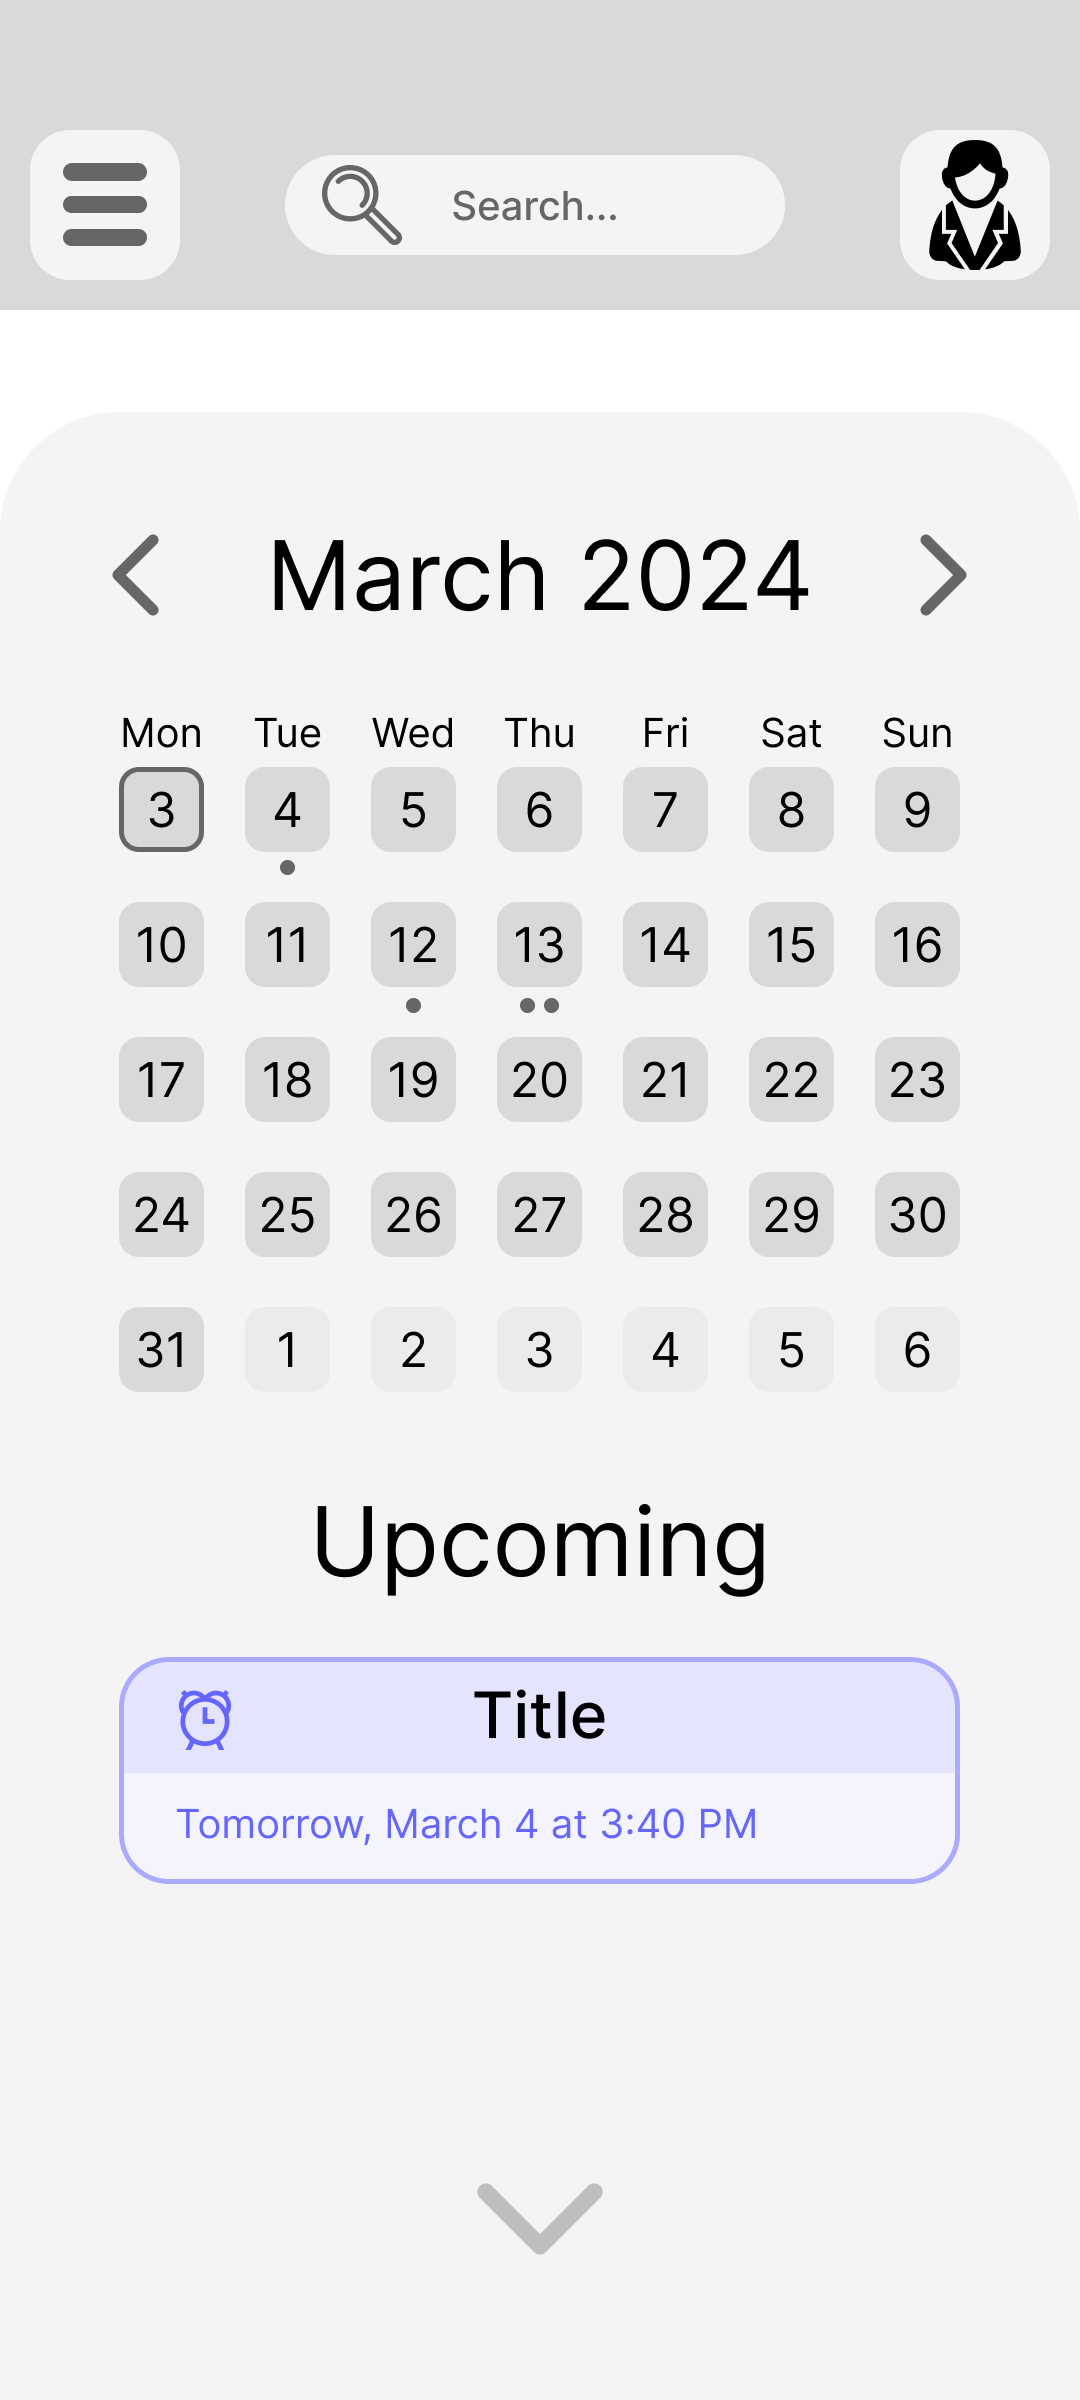 Search...
March 2024
Mon Tue Wed Thu Fri Sat Sun
3 4 5 6 7 8 9
10 11 12 13 14 15 16
17 18 19 20 21 22 23
24 25 26 27 28 29 30
31 1 2 3 4 5 6
Upcoming
Title
Tomorrow, March 4 at 3:40 PM